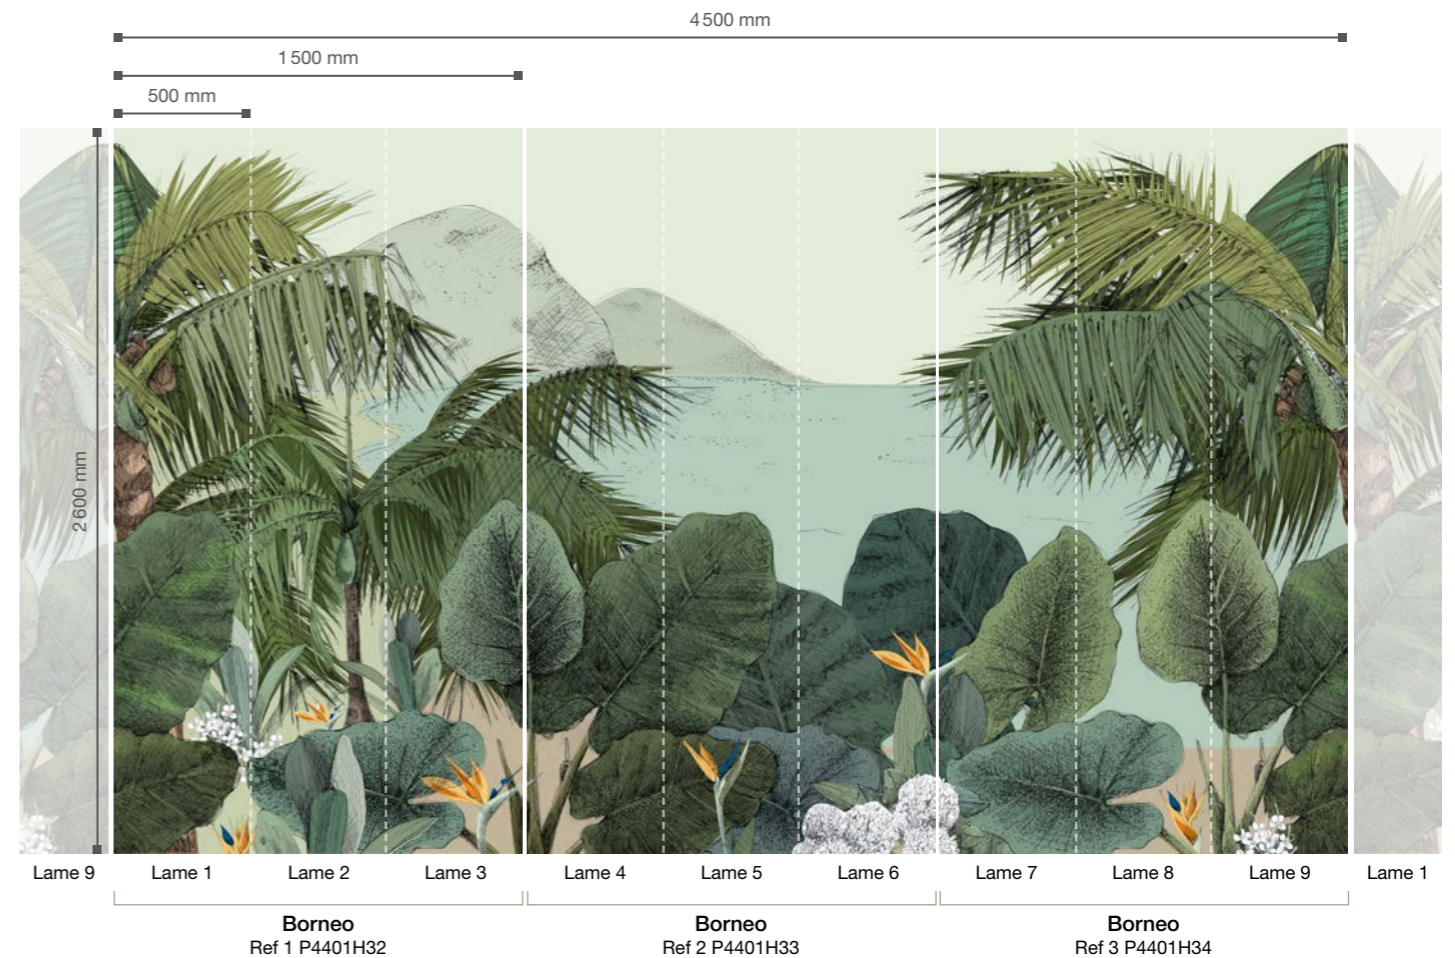 4500 mm
1500 mm
500 mm
2600 mm
Lame 9
Lame 1
Lame 2
Lame 3
Lame 4
Lame 5
Lame 6
Lame 7
Lame 8
Lame 9
Lame 1
Borneo
Ref 1 P4401H32
Borneo
Ref 2 P4401H33
Borneo
Ref 3 P4401H34